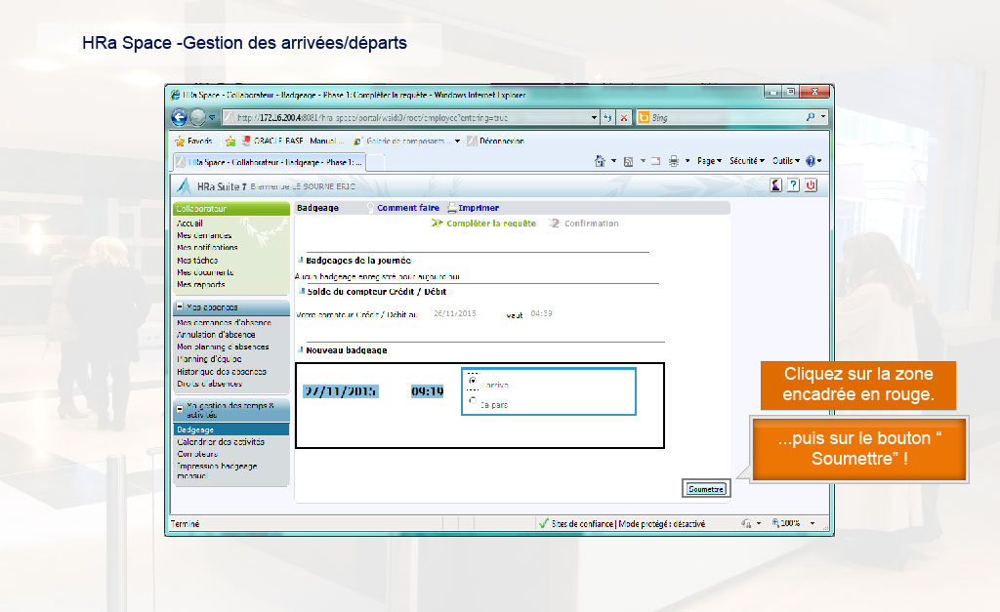 HRa Space -Gestion des arrivées/départs
HRa Space - Collaborateur - Badgeage - Phase 1: Compléter la requête - Windows Internet Explorer
http://172.16.200.4:8081/hra-space/portal/wsid:0/root/employee?entering=true
Bing
Favoris
ORACLE-BASE - Manual...
Galerie de composants...
Déconnexion
HRa Space - Collaborateur - Badgeage - Phase 1:...
Page
Sécurité
Outils
HRa Suite 7 Bienvenue LE SOURNE ERIC
Collaborateur
Accueil
Mes demandes
Mes notifications
Mes tâches
Mes documents
Mes rapports
Mes absences
Mes demandes d'absence
Annulation d'absence
Mon planning d'absences
Planning d'équipe
Historique des absences
Droits d'absences
Ma gestion des temps & activités
Badgeage
Calendrier des activités
Compteurs
Impression badgeage mensuel
Badgeage
Comment faire
Imprimer
Compléter la requête
2 Confirmation
Badgeages de la journée
Aucun badgeage enregistré pour aujourd'hui
Solde du compteur Crédit / Débit
Votre compteur Crédit / Débit au 26/11/2015 vaut 04:39
Nouveau badgeage
27/11/2015 09:19
J'arrive
Je pars
Soumettre
Cliquez sur la zone
encadrée en rouge.
...puis sur le bouton “
Soumettre” !
Terminé
Sites de confiance | Mode protégé : désactivé
100%